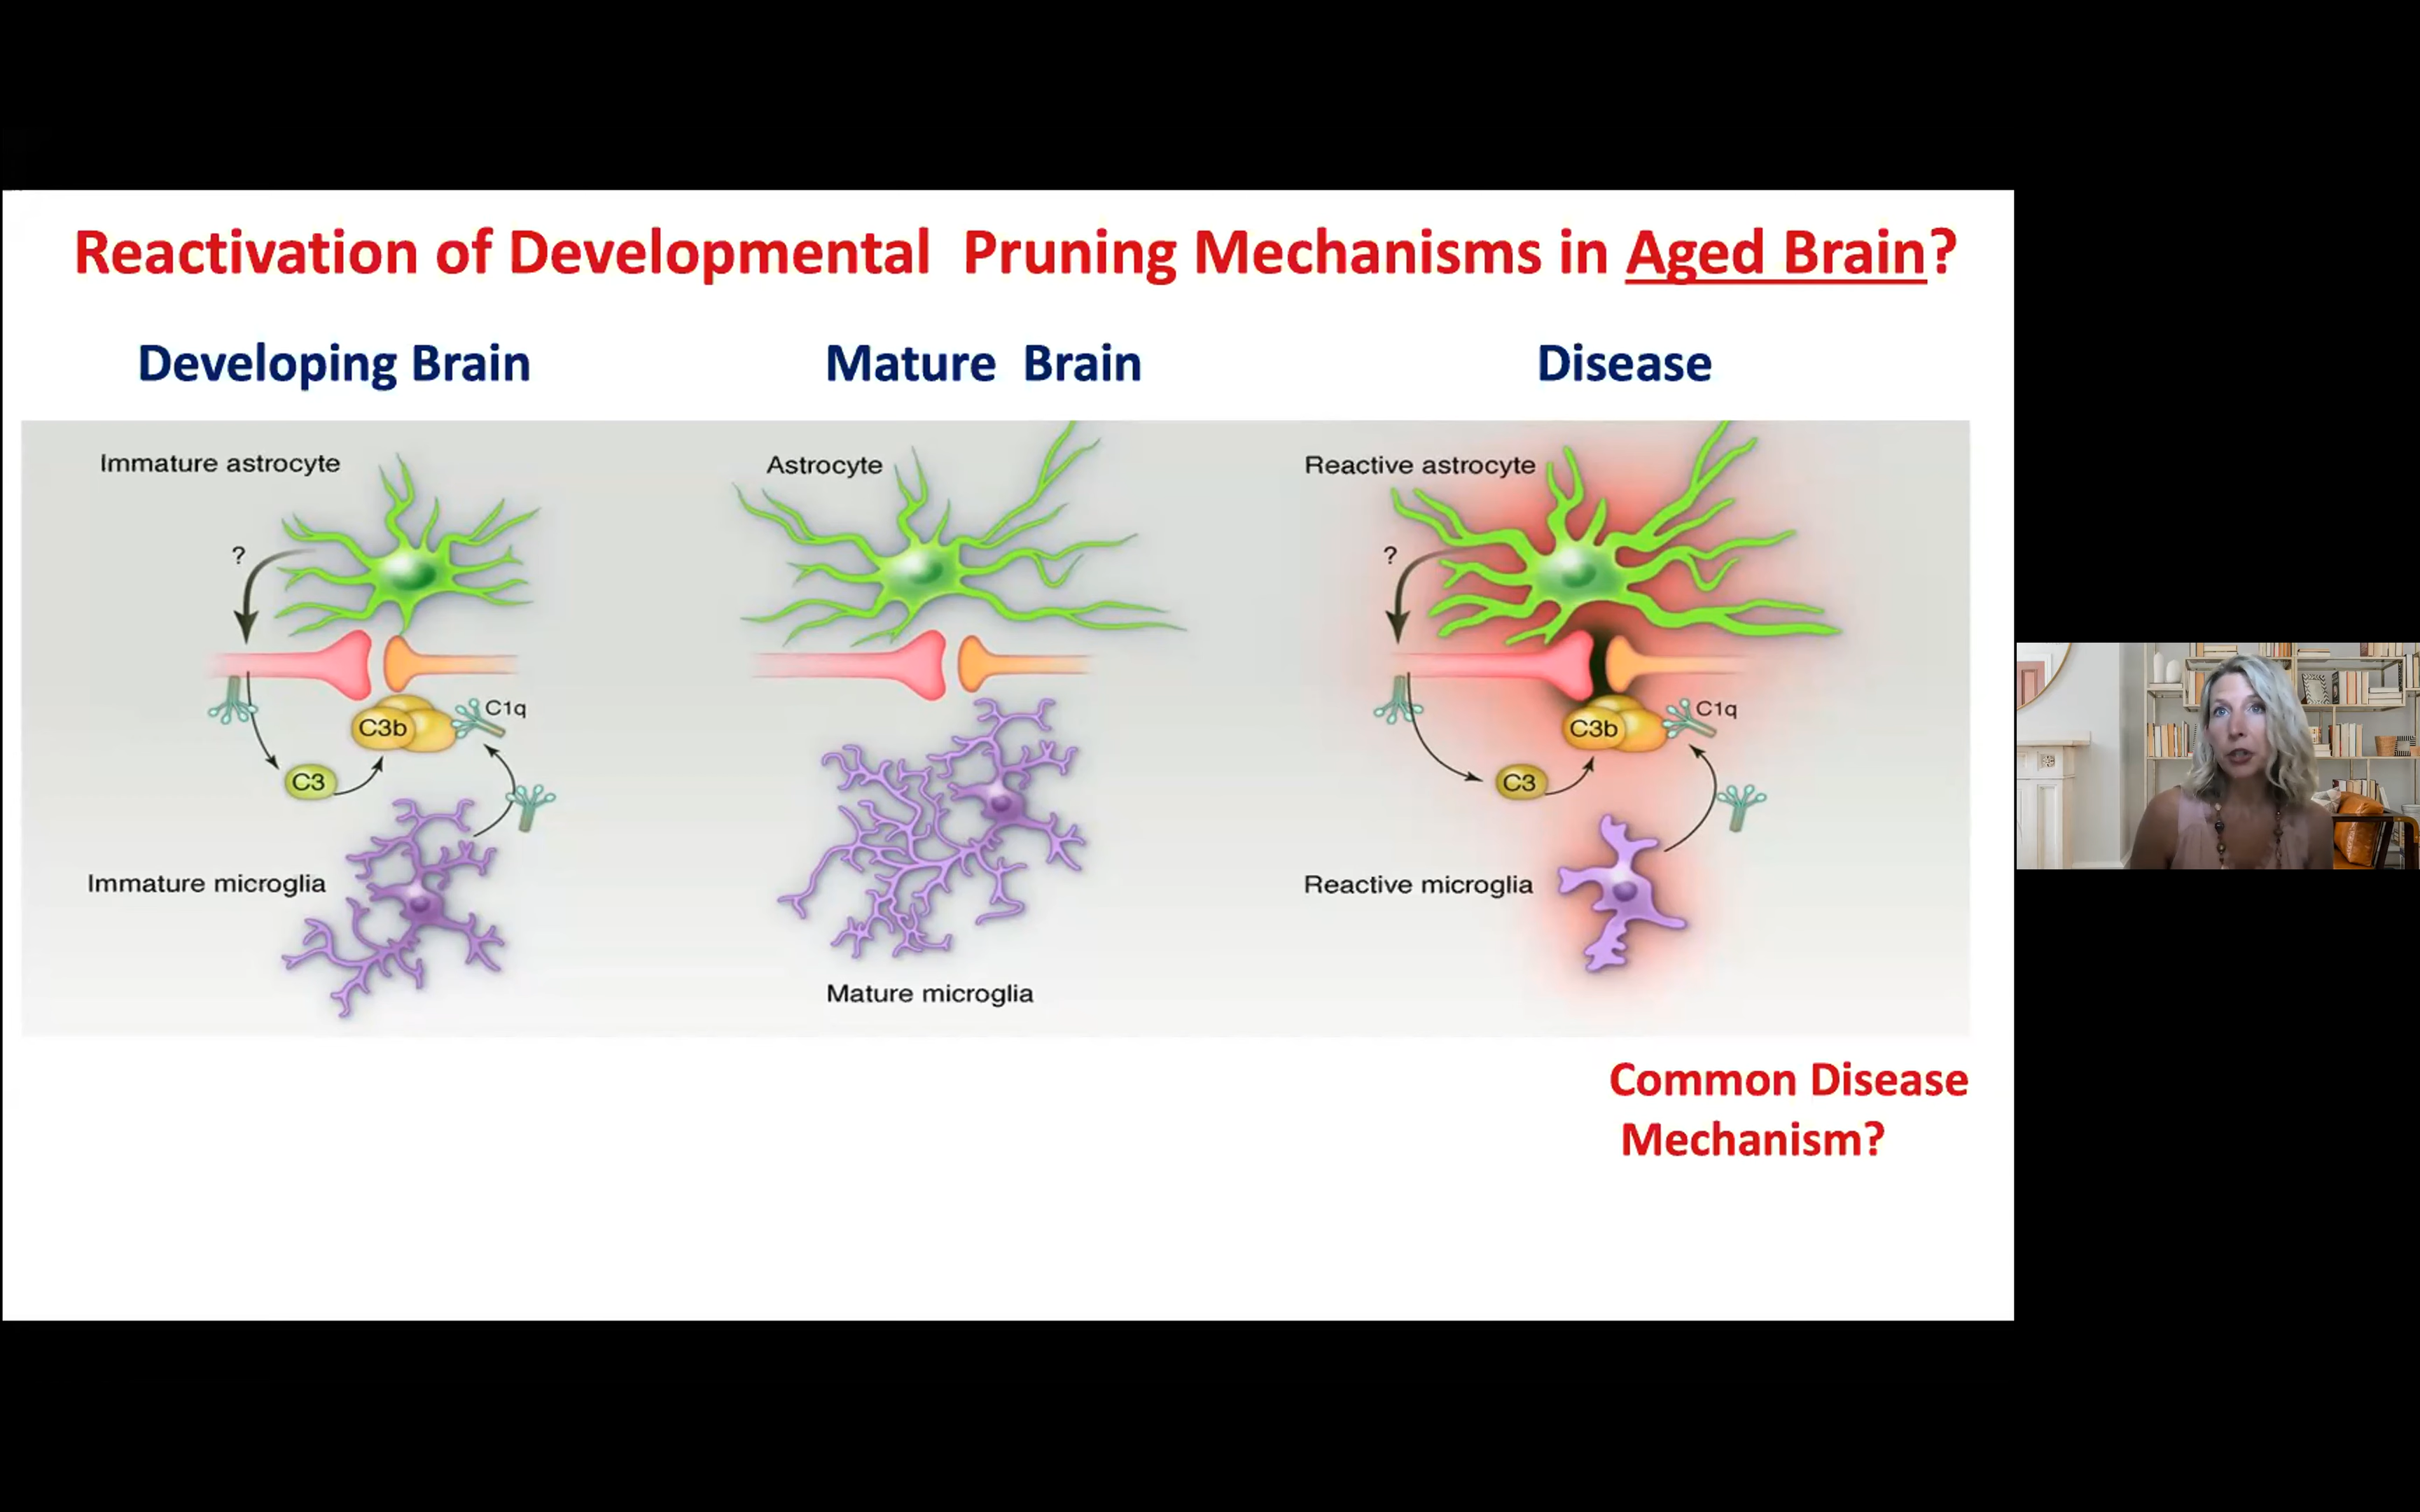 Reactivation of Developmental Pruning Mechanisms in Aged Brain?
Developing Brain
Mature Brain
Disease
Immature astrocyte
?
C1q
C3b
C3
Immature microglia
Astrocyte
Mature microglia
Reactive astrocyte
?
C1q
C3b
C3
Reactive microglia
Common Disease
Mechanism?